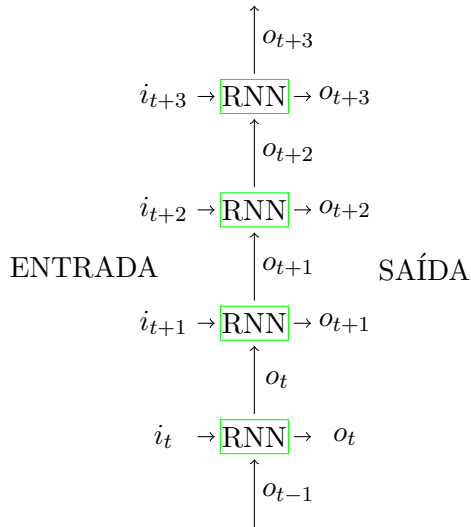 o_{t+3}
i_{t+3} → RNN → o_{t+3}
o_{t+2}
i_{t+2} → RNN → o_{t+2}
ENTRADA o_{t+1} SAÍDA
i_{t+1} → RNN → o_{t+1}
o_t
i_t → RNN → o_t
o_{t−1}